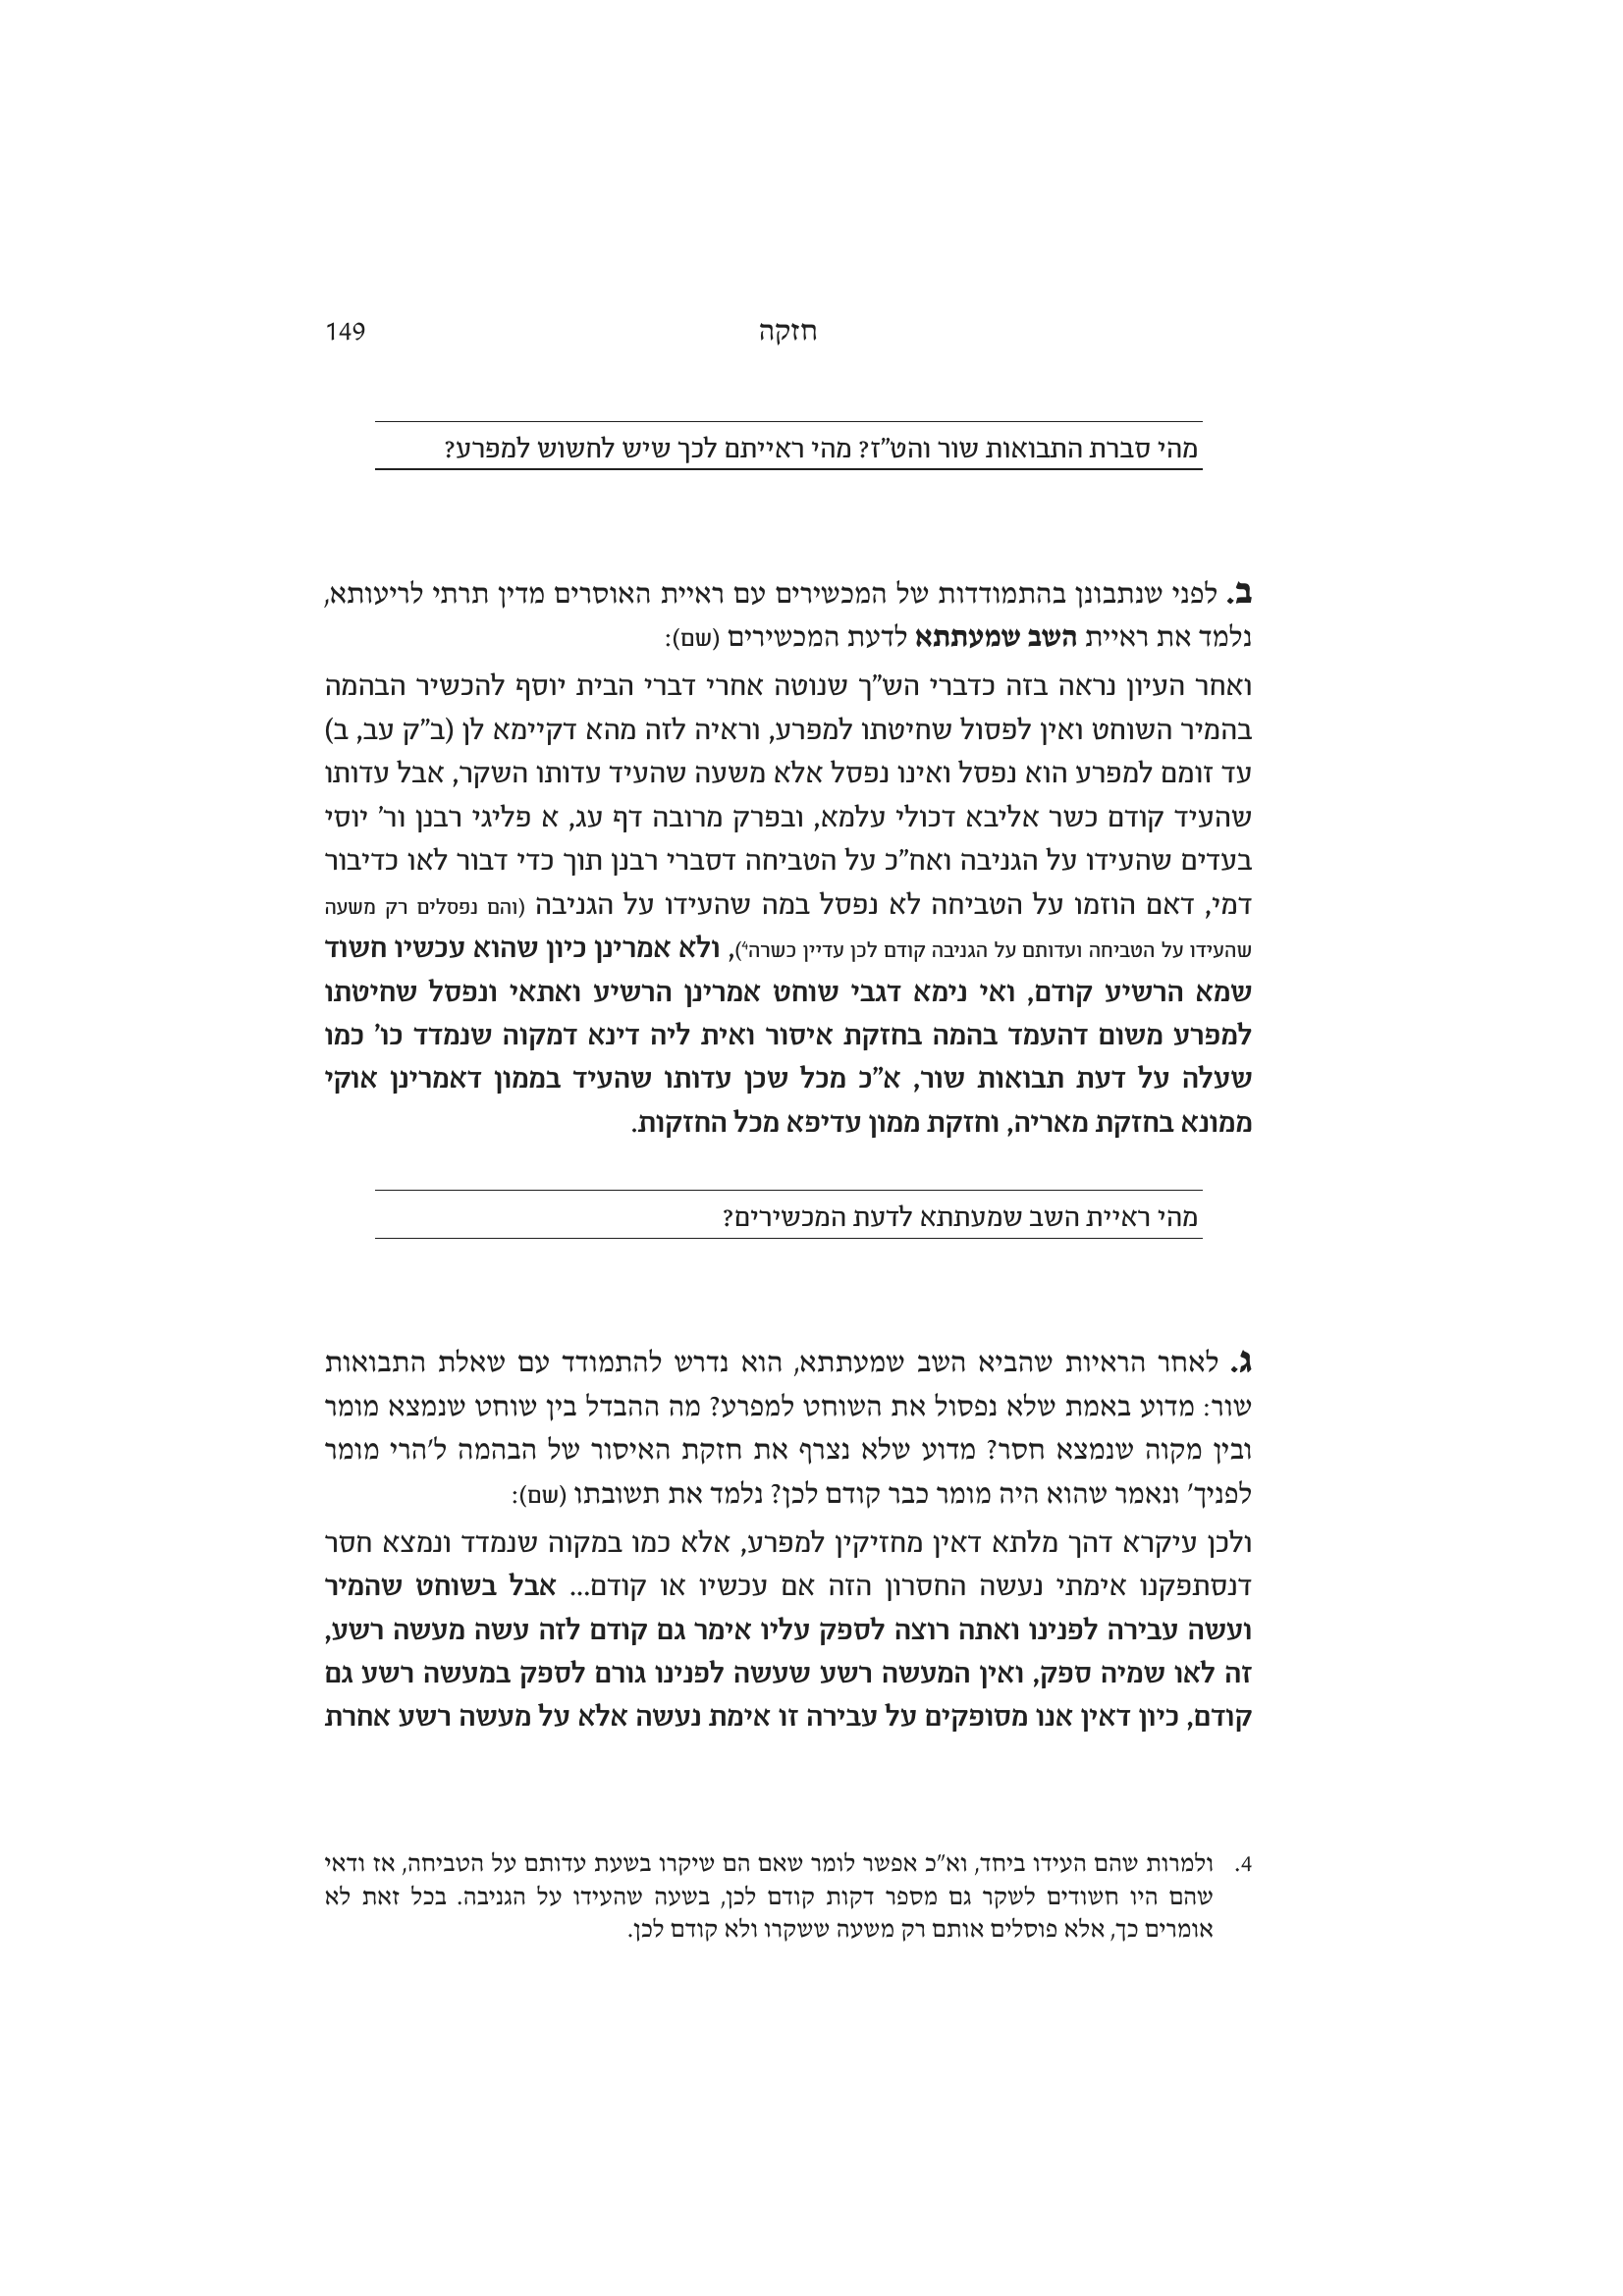 חזקה 149
מהי סברת התבואות שור והט"ז? מהי ראייתם לכך שיש לחשוש למפרע?
ב. לפני שנתבונן בהתמודדות של המכשירים עם ראיית האוסרים מדין תרתי לריעותא,
נלמד את ראיית השב שמעתתא לדעת המכשירים (שם):
ואחר העיון נראה בזה כדברי הש"ך שנוטה אחרי דברי הבית יוסף להכשיר הבהמה
בהמיר השוחט ואין לפסול שחיטתו למפרע, וראיה לזה מהא דקיימא לן (ב"ק עב, ב)
עד זומם למפרע הוא נפסל ואינו נפסל אלא משעה שהעיד עדותו השקר, אבל עדותו
שהעיד קודם כשר אליבא דכולי עלמא, ובפרק מרובה דף עג, א פליגי רבנן ור' יוסי
בעדים שהעידו על הגניבה ואח"כ על הטביחה דסברי רבנן תוך כדי דבור לאו כדיבור
דמי, דאם הוזמו על הטביחה לא נפסל במה שהעידו על הגניבה (והם נפסלים רק משעה
שהעידו על הטביחה ועדותם על הגניבה קודם לכן עדיין כשרה4), ולא אמרינן כיון שהוא עכשיו חשוד
שמא הרשיע קודם, ואי נימא דגבי שוחט אמרינן הרשיע ואתאי ונפסל שחיטתו
למפרע משום דהעמד בהמה בחזקת איסור ואית ליה דינא דמקוה שנמדד כו' כמו
שעלה על דעת תבואות שור, א"כ מכל שכן עדותו שהעיד בממון דאמרינן אוקי
ממונא בחזקת מאריה, וחזקת ממון עדיפא מכל החזקות.
מהי ראיית השב שמעתתא לדעת המכשירים?
ג. לאחר הראיות שהביא השב שמעתתא, הוא נדרש להתמודד עם שאלת התבואות
שור: מדוע באמת שלא נפסול את השוחט למפרע? מה ההבדל בין שוחט שנמצא מומר
ובין מקוה שנמצא חסר? מדוע שלא נצרף את חזקת האיסור של הבהמה ל'הרי מומר
לפניך' ונאמר שהוא היה מומר כבר קודם לכן? נלמד את תשובתו (שם):
ולכן עיקרא דהך מלתא דאין מחזיקין למפרע, אלא כמו במקוה שנמדד ונמצא חסר
דנסתפקנו אימתי נעשה החסרון הזה אם עכשיו או קודם... אבל בשוחט שהמיר
ועשה עבירה לפנינו ואתה רוצה לספק עליו אימר גם קודם לזה עשה מעשה רשע,
זה לאו שמיה ספק, ואין המעשה רשע שעשה לפנינו גורם לספק במעשה רשע גם
קודם, כיון דאין אנו מסופקים על עבירה זו אימת נעשה אלא על מעשה רשע אחרת
4. ולמרות שהם העידו ביחד, וא"כ אפשר לומר שאם הם שיקרו בשעת עדותם על הטביחה, אז ודאי
שהם היו חשודים לשקר גם מספר דקות קודם לכן, בשעה שהעידו על הגניבה. בכל זאת לא
אומרים כך, אלא פוסלים אותם רק משעה ששקרו ולא קודם לכן.